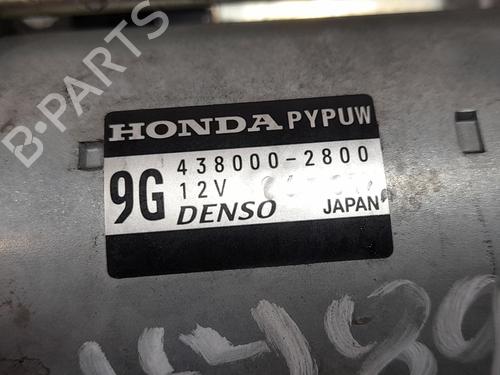 B-PARTS
HONDA PYPUW
9G 438000-2800
12V
DENSO JAPAN